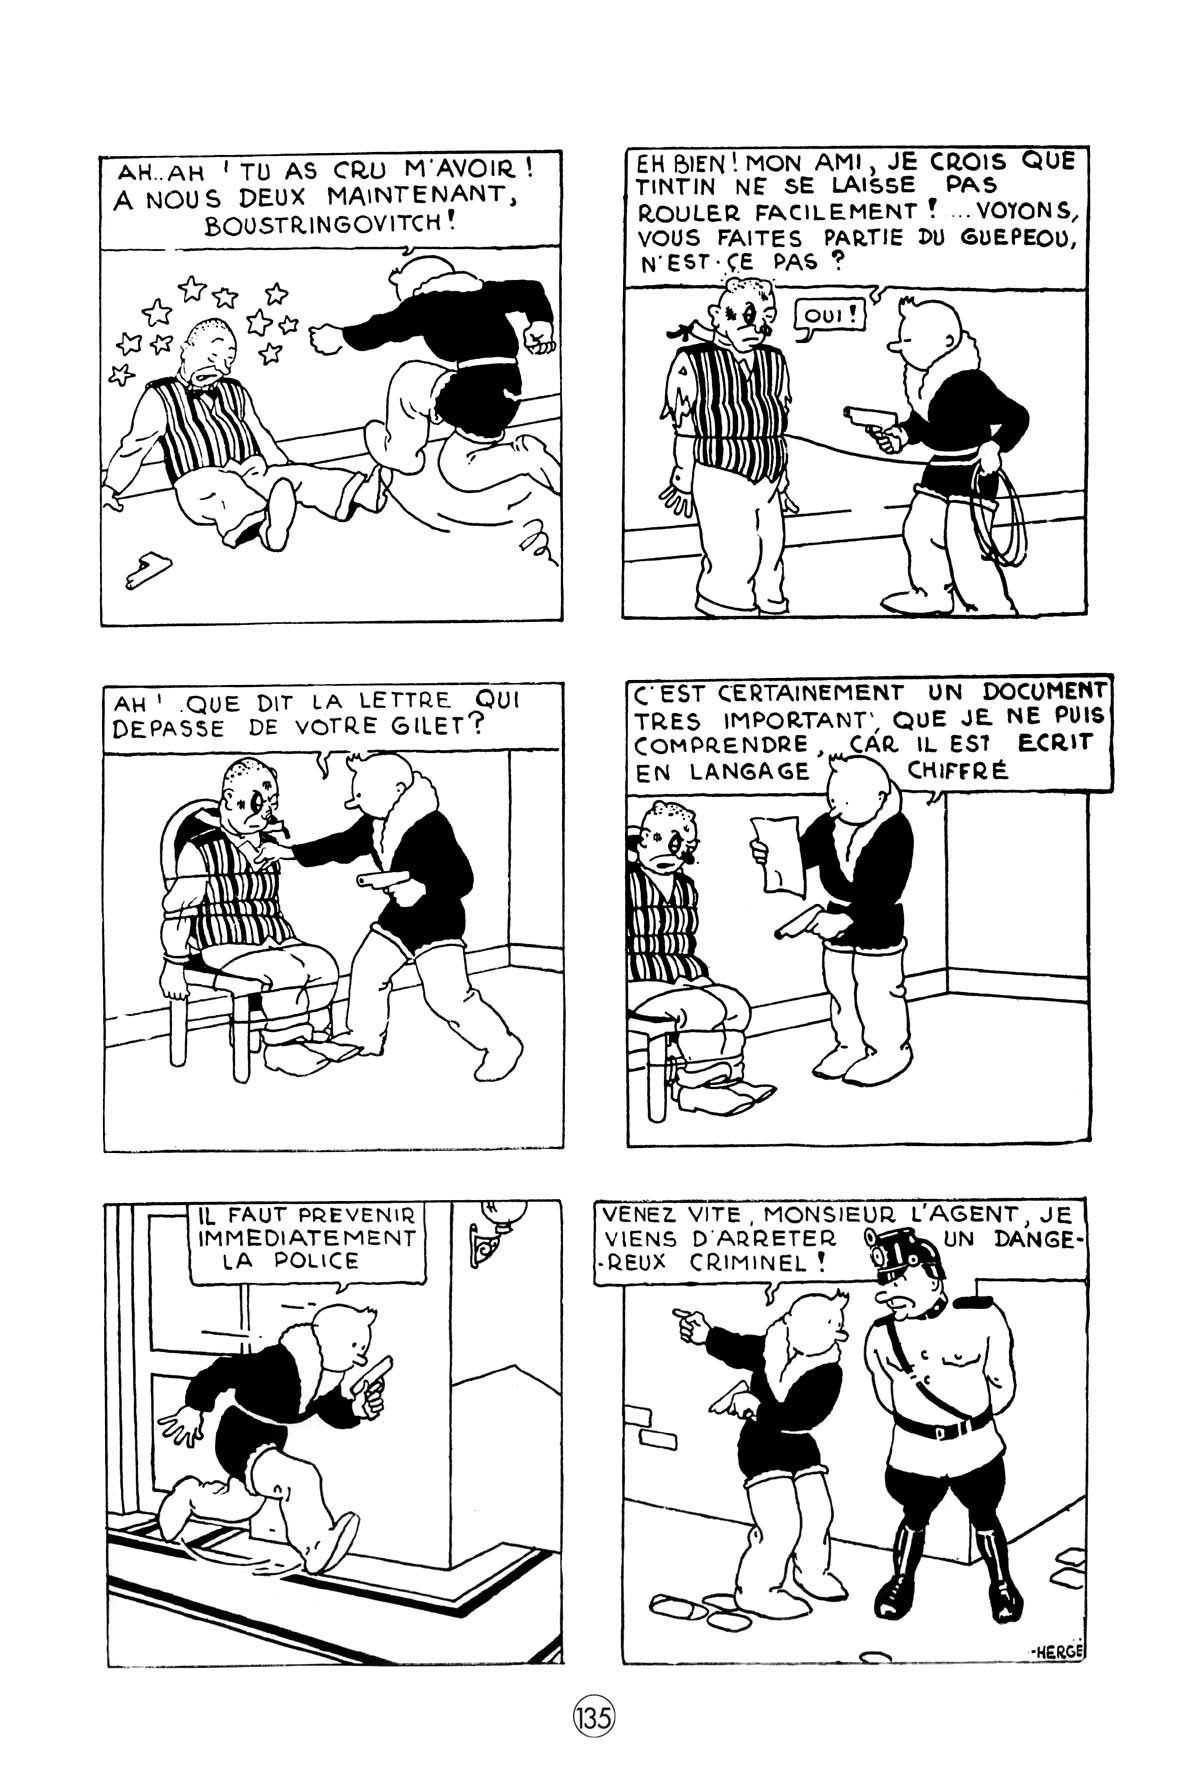 AH..AH ! TU AS CRU M'AVOIR !
A NOUS DEUX MAINTENANT,
BOUSTRINGOVITCH !
EH BIEN ! MON AMI, JE CROIS QUE
TINTIN NE SE LAISSE PAS
ROULER FACILEMENT ! ... VOYONS,
VOUS FAITES PARTIE DU GUEPEOU,
N'EST-CE PAS ?
OUI !
AH ! .QUE DIT LA LETTRE QUI
DEPASSE DE VOTRE GILET ?
C'EST CERTAINEMENT UN DOCUMENT
TRES IMPORTANT, QUE JE NE PUIS
COMPRENDRE, CAR IL EST ECRIT
EN LANGAGE CHIFFRÉ
IL FAUT PREVENIR
IMMEDIATEMENT
LA POLICE
H
VENEZ VITE, MONSIEUR L'AGENT, JE
VIENS D'ARRETER UN DANGE-
-REUX CRIMINEL !
-HERGÉ
135